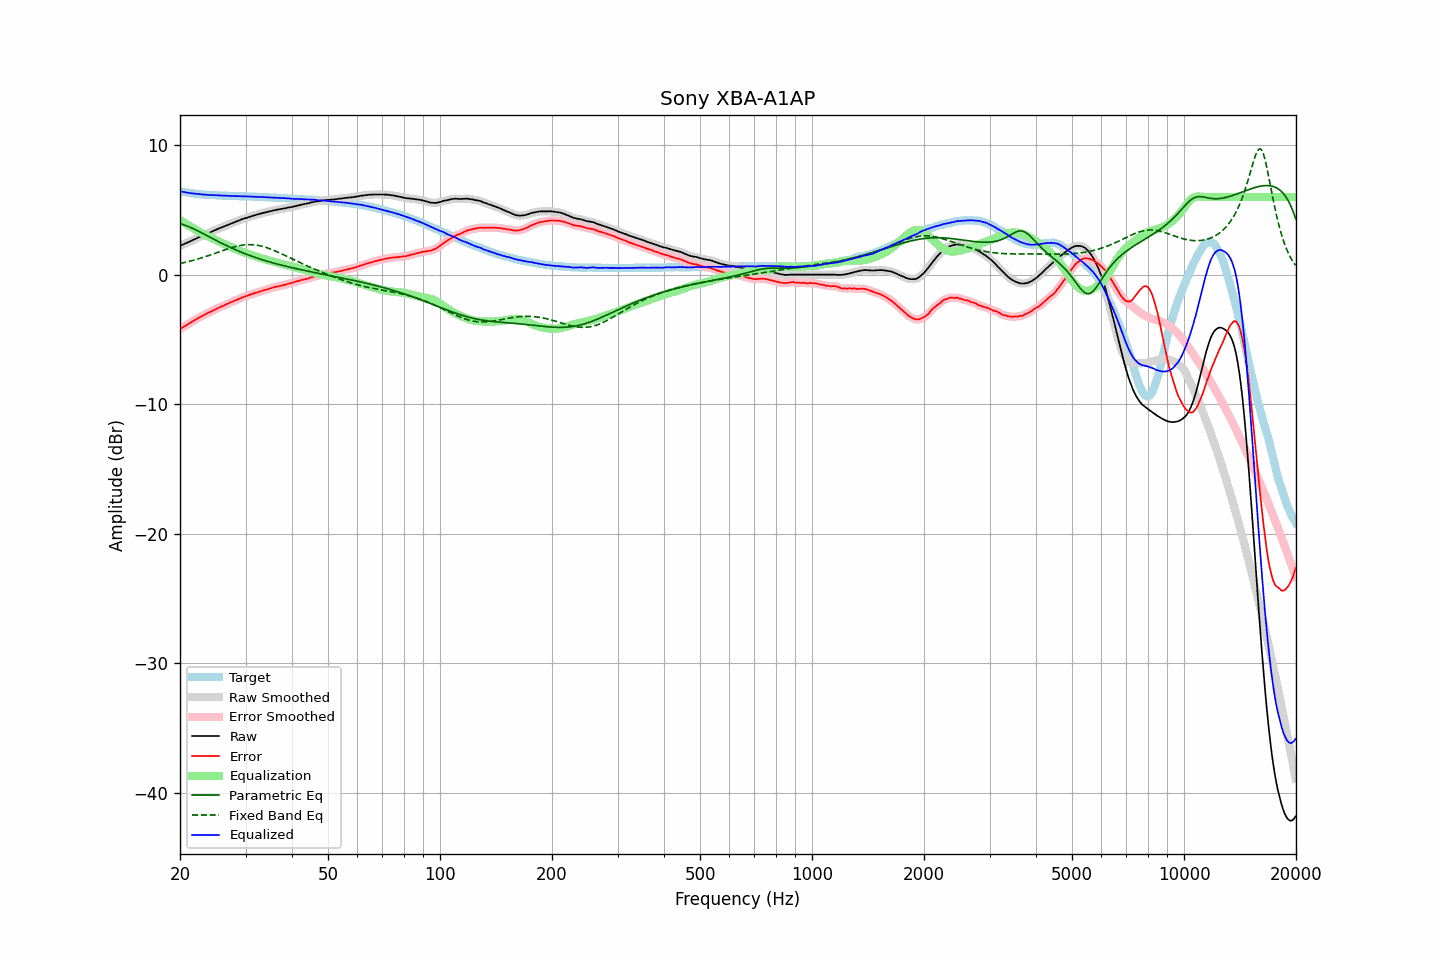 Sony XBA-A1AP
Amplitude (dBr)
10
0
−10
−20
−30
−40
Target
Raw Smoothed
Error Smoothed
Raw
Error
Equalization
Parametric Eq
Fixed Band Eq
Equalized
20 50 100 200 500 1000 2000 5000 10000 20000
Frequency (Hz)